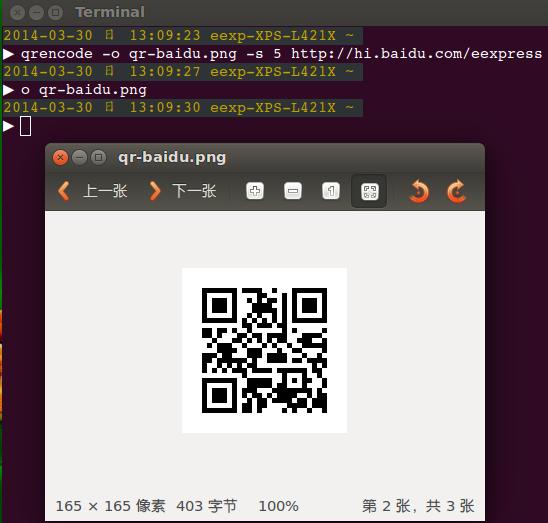 Terminal
2014-03-30 日 13:09:23 eexp-XPS-L421X ~
▶ qrencode -o qr-baidu.png -s 5 http://hi.baidu.com/eexpress
2014-03-30 日 13:09:27 eexp-XPS-L421X ~
▶ o qr-baidu.png
2014-03-30 日 13:09:30 eexp-XPS-L421X ~
▶
qr-baidu.png
上一张 下一张
165 × 165 像素 403 字节 100% 第 2 张，共 3 张